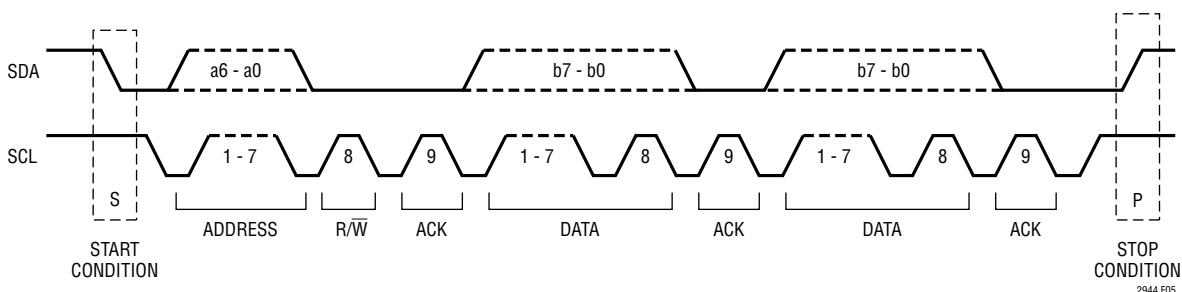 SDA
a6 - a0
b7 - b0
b7 - b0
SCL
1 - 7
8
9
1 - 7
8
9
1 - 7
8
9
S
P
ADDRESS
R/W̅
ACK
DATA
ACK
DATA
ACK
START
CONDITION
STOP
CONDITION
2944 F05